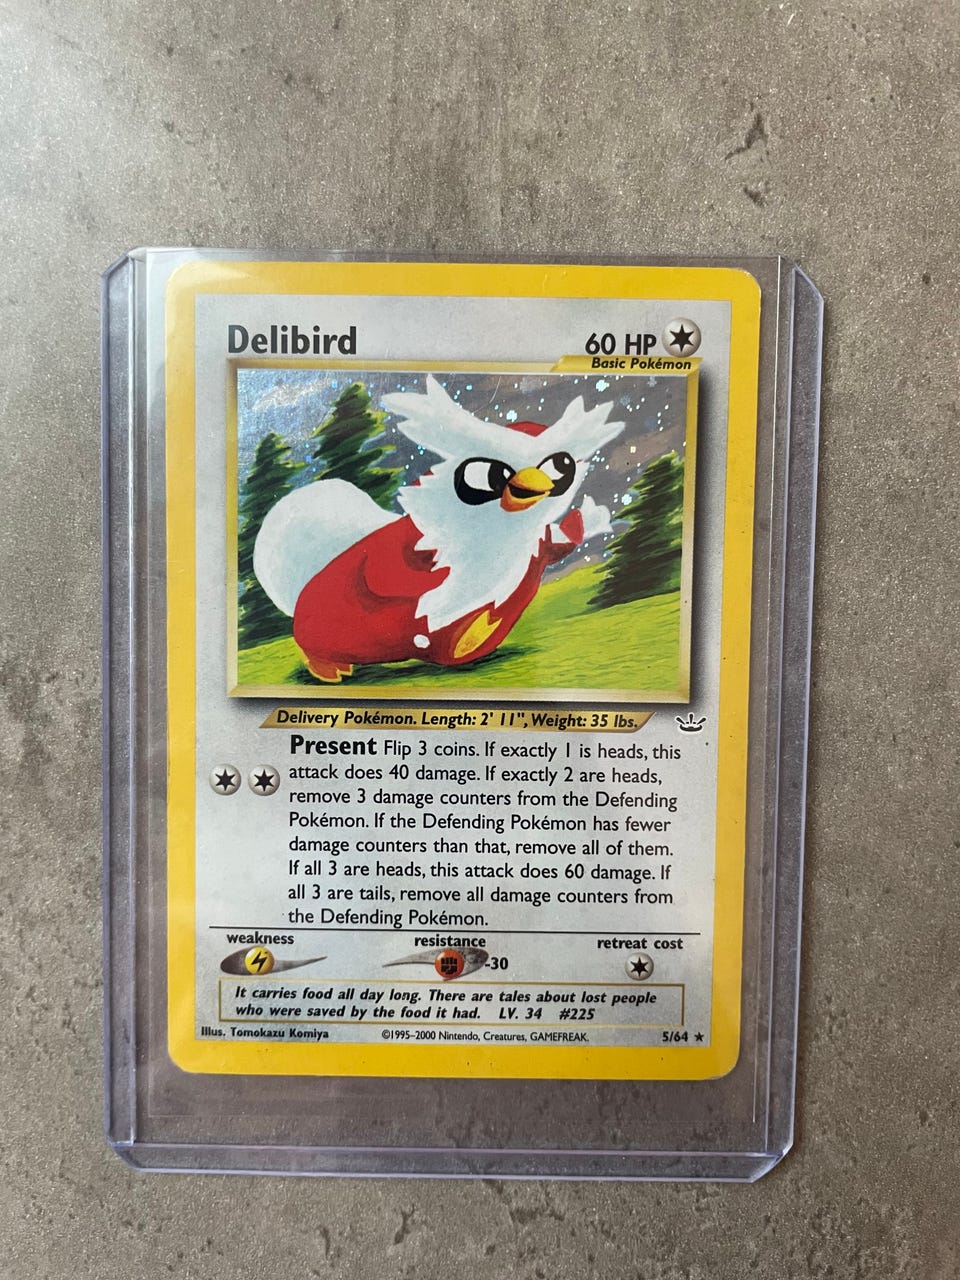 Delibird
60 HP
Basic Pokémon
Delivery Pokémon. Length: 2' 11", Weight: 35 lbs.
Present Flip 3 coins. If exactly 1 is heads, this
attack does 40 damage. If exactly 2 are heads,
remove 3 damage counters from the Defending
Pokémon. If the Defending Pokémon has fewer
damage counters than that, remove all of them.
If all 3 are heads, this attack does 60 damage. If
all 3 are tails, remove all damage counters from
the Defending Pokémon.
weakness
resistance
-30
retreat cost
It carries food all day long. There are tales about lost people
who were saved by the food it had. LV. 34 #225
Illus. Tomokazu Komiya
©1995–2000 Nintendo, Creatures, GAMEFREAK.
5/64 ★